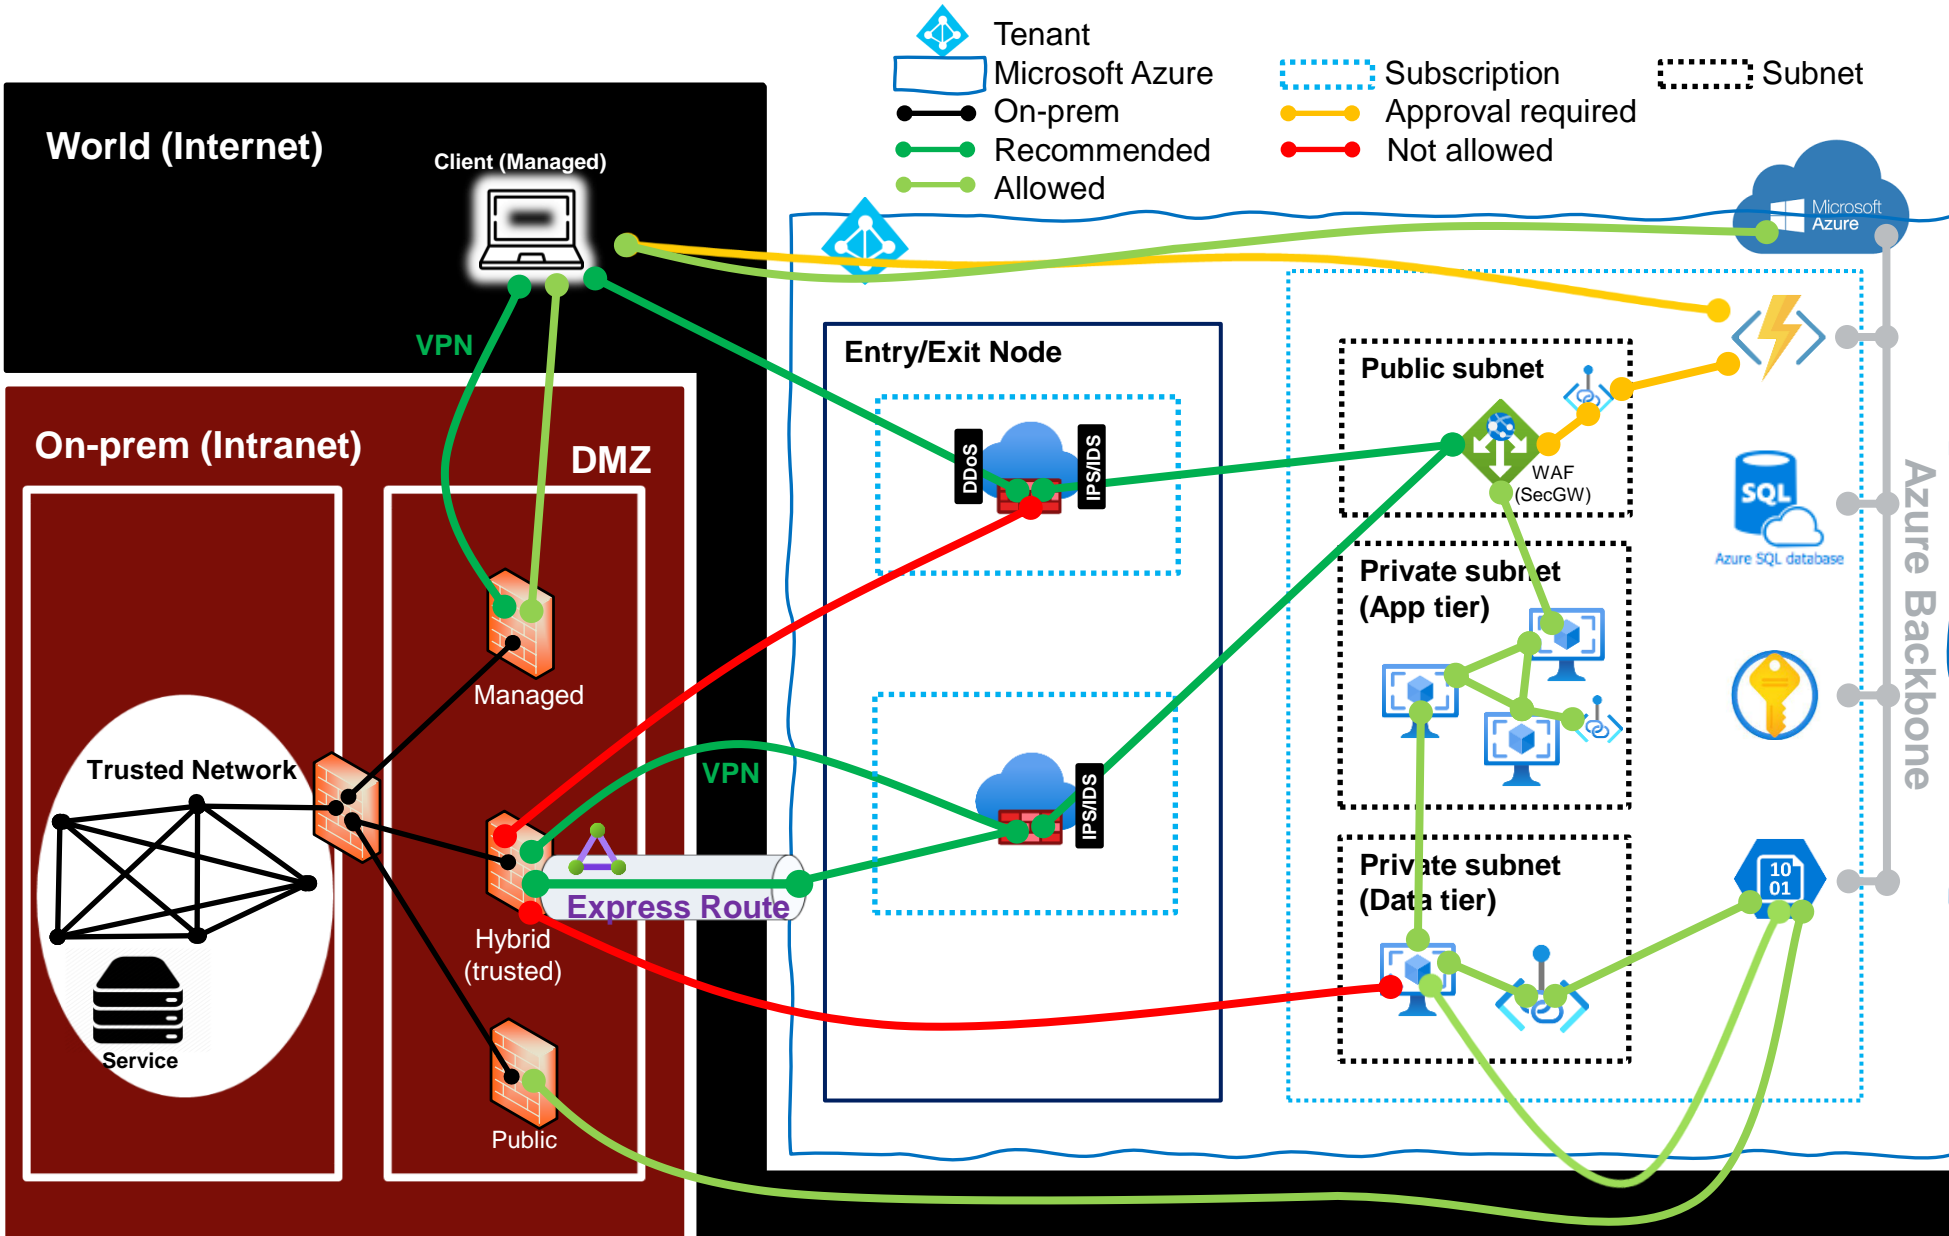 Tenant
Microsoft Azure
Subscription
Subnet
On-prem
Approval required
Recommended
Not allowed
Allowed
World (Internet)
Client (Managed)
Microsoft
Azure
VPN
Entry/Exit Node
Public subnet
On-prem (Intranet)
DMZ
DDoS
IPS/IDS
WAF
(SecGW)
SQL
Azure SQL database
Azure Backbone
Private subnet
(App tier)
Managed
Trusted Network
VPN
IPS/IDS
Private subnet
(Data tier)
10
01
Express Route
Hybrid
(trusted)
Service
Public